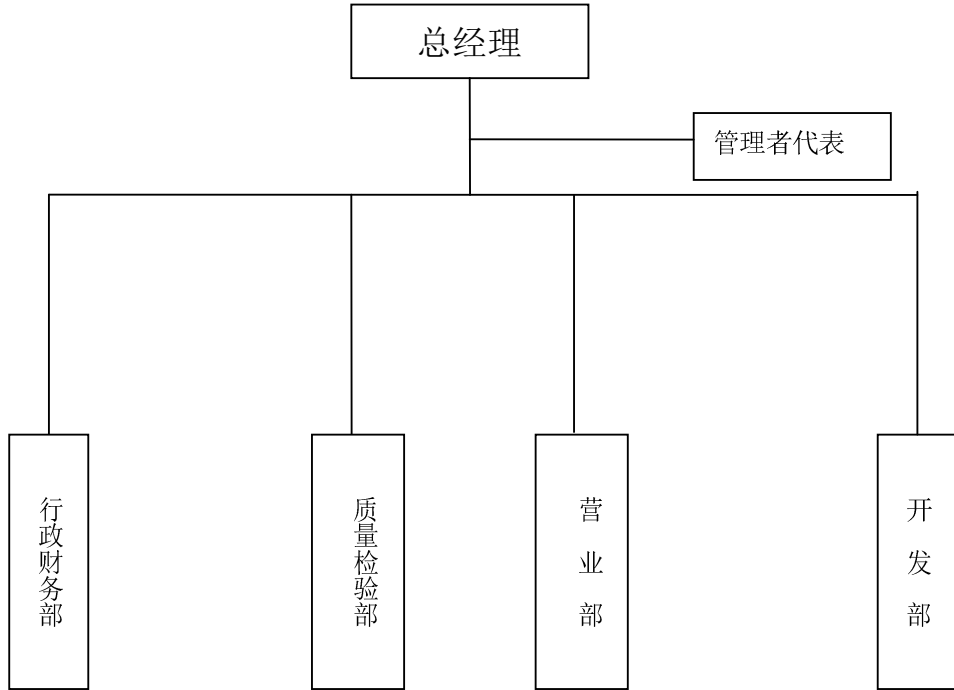 总经理
管理者代表
行政财务部
质量检验部
营业部
开发部